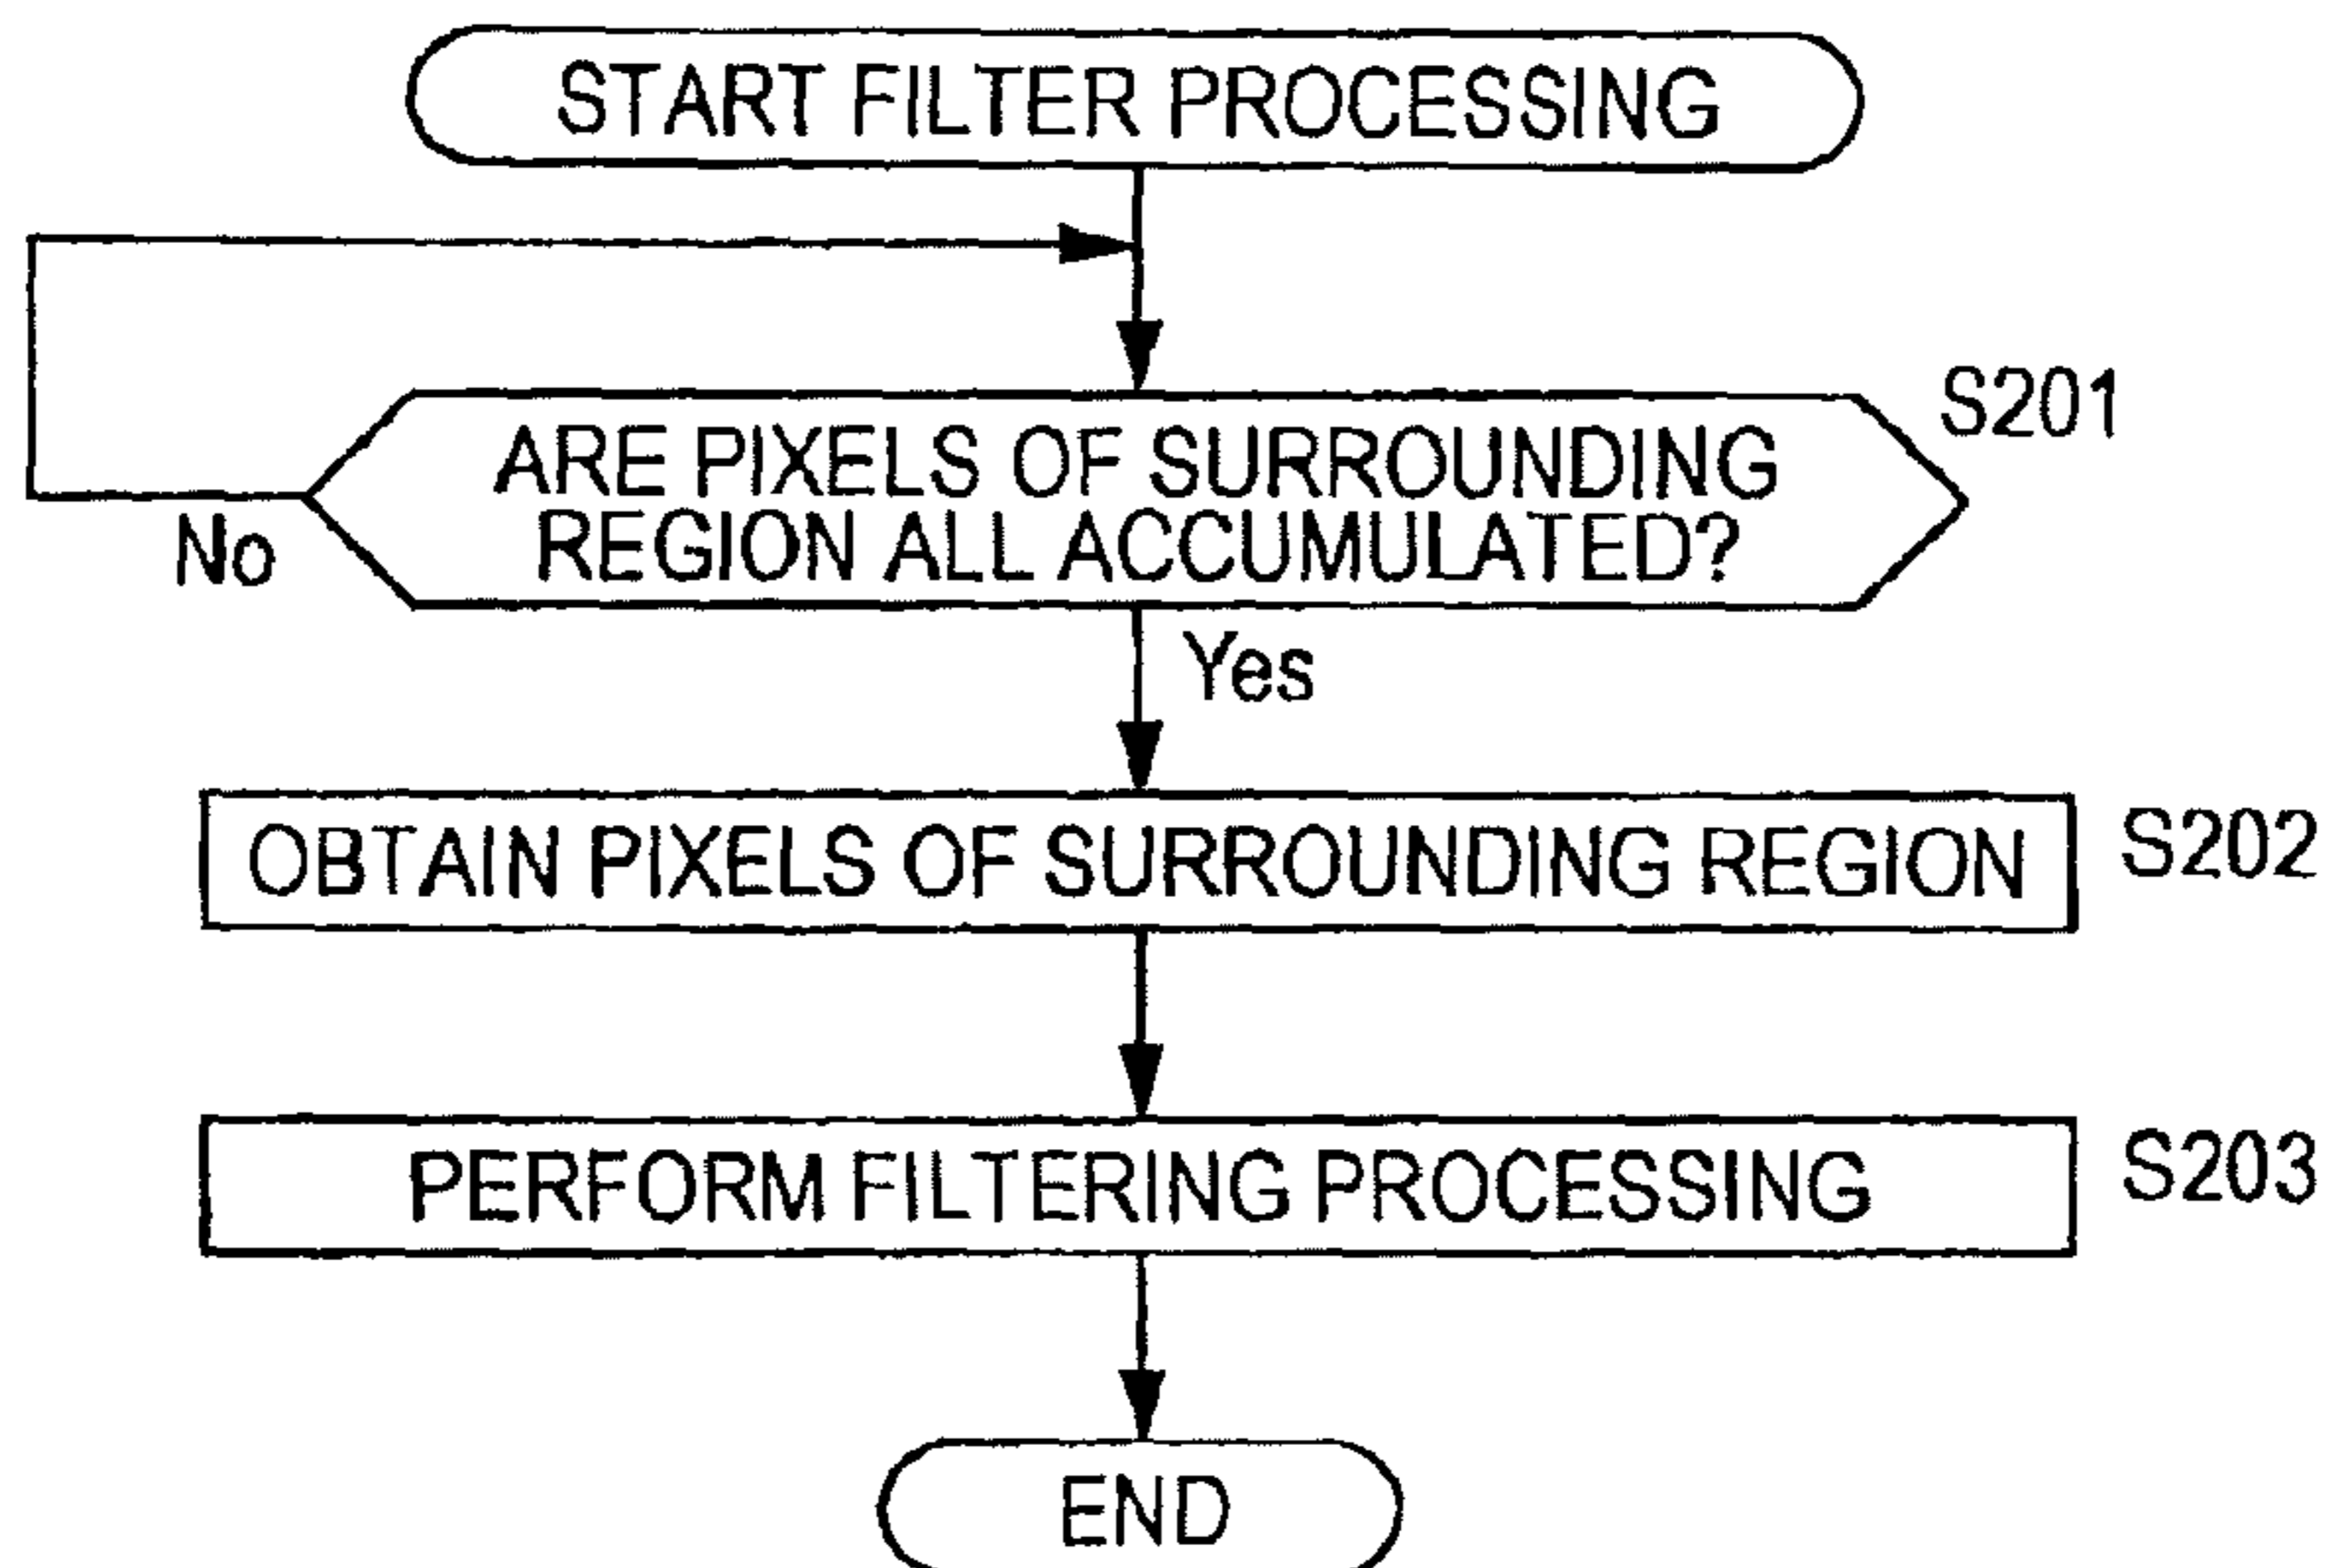 START FILTER PROCESSING
S201
ARE PIXELS OF SURROUNDING
REGION ALL ACCUMULATED?
No
Yes
OBTAIN PIXELS OF SURROUNDING REGION
S202
PERFORM FILTERING PROCESSING
S203
END